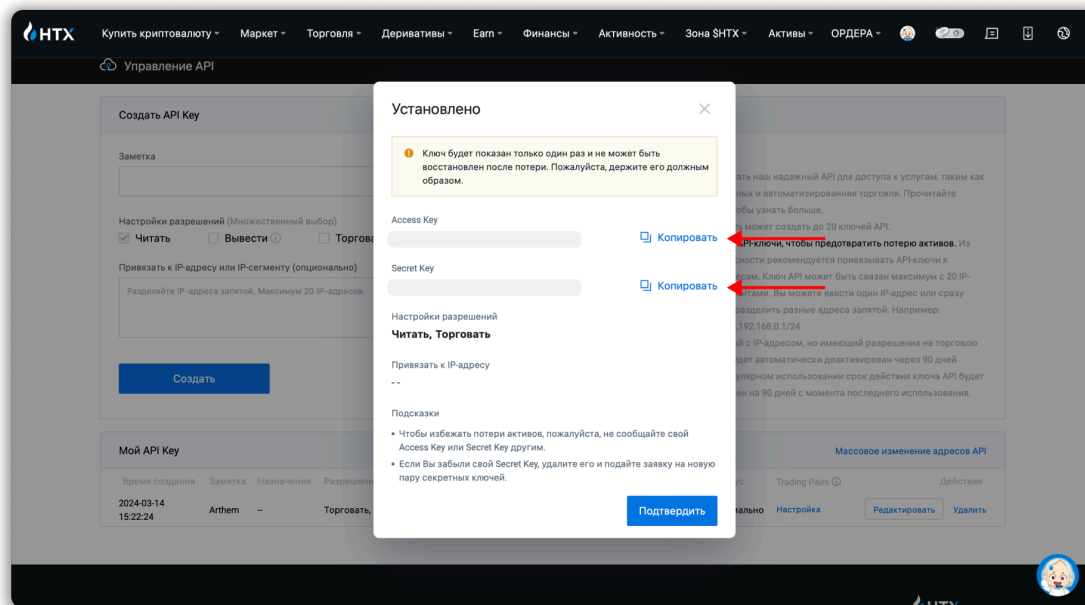 HTX
Купить криптовалюту Маркет Торговля Деривативы Earn Финансы Активность Зона $HTX Активы ОРДЕРА
Управление API
Создать API Key
Заметка
Настройки разрешений (Множественный выбор)
Читать Вывести
Привязать к IP-адресу или IP-сегменту (опционально)
Разделяйте IP-адреса запятой. Максимум 20 IP-адресов.
Создать
Установлено
Ключ будет показан только один раз и не может быть
восстановлен после потери. Пожалуйста, держите его должным
образом.
Access Key
Копировать
Secret Key
Копировать
Настройки разрешений
Читать, Торговать
Привязать к IP-адресу
--
Подсказки
• Чтобы избежать потери активов, пожалуйста, не сообщайте свой
Access Key или Secret Key другим.
• Если Вы забыли свой Secret Key, удалите его и подайте заявку на новую
пару секретных ключей.
Подтвердить
наш надежный API для доступа к услугам, таким как
и автоматизированная торговля. Прочитайте
узнать больше.
может создать до 20 ключей API.
API-ключи, чтобы предотвратить потерю активов. Из
рекомендуется привязывать API-ключи к
Ключ API может быть связан максимум с 20 IP-
Вы можете ввести один IP-адрес или сразу
разные адреса запятой. Например:
192.168.0.1/24
с IP-адресом, но имеющий разрешения на торговлю
автоматически деактивирован через 90 дней
использовании срок действия ключа API будет
на 90 дней с момента последнего использования.
Мой API Key
Массовое изменение адресов API
Время создания Заметка Назначение Trading Pairs Действие
2024-03-14
15:22:24
Arthem – Торговать, Настройка Редактировать Удалить